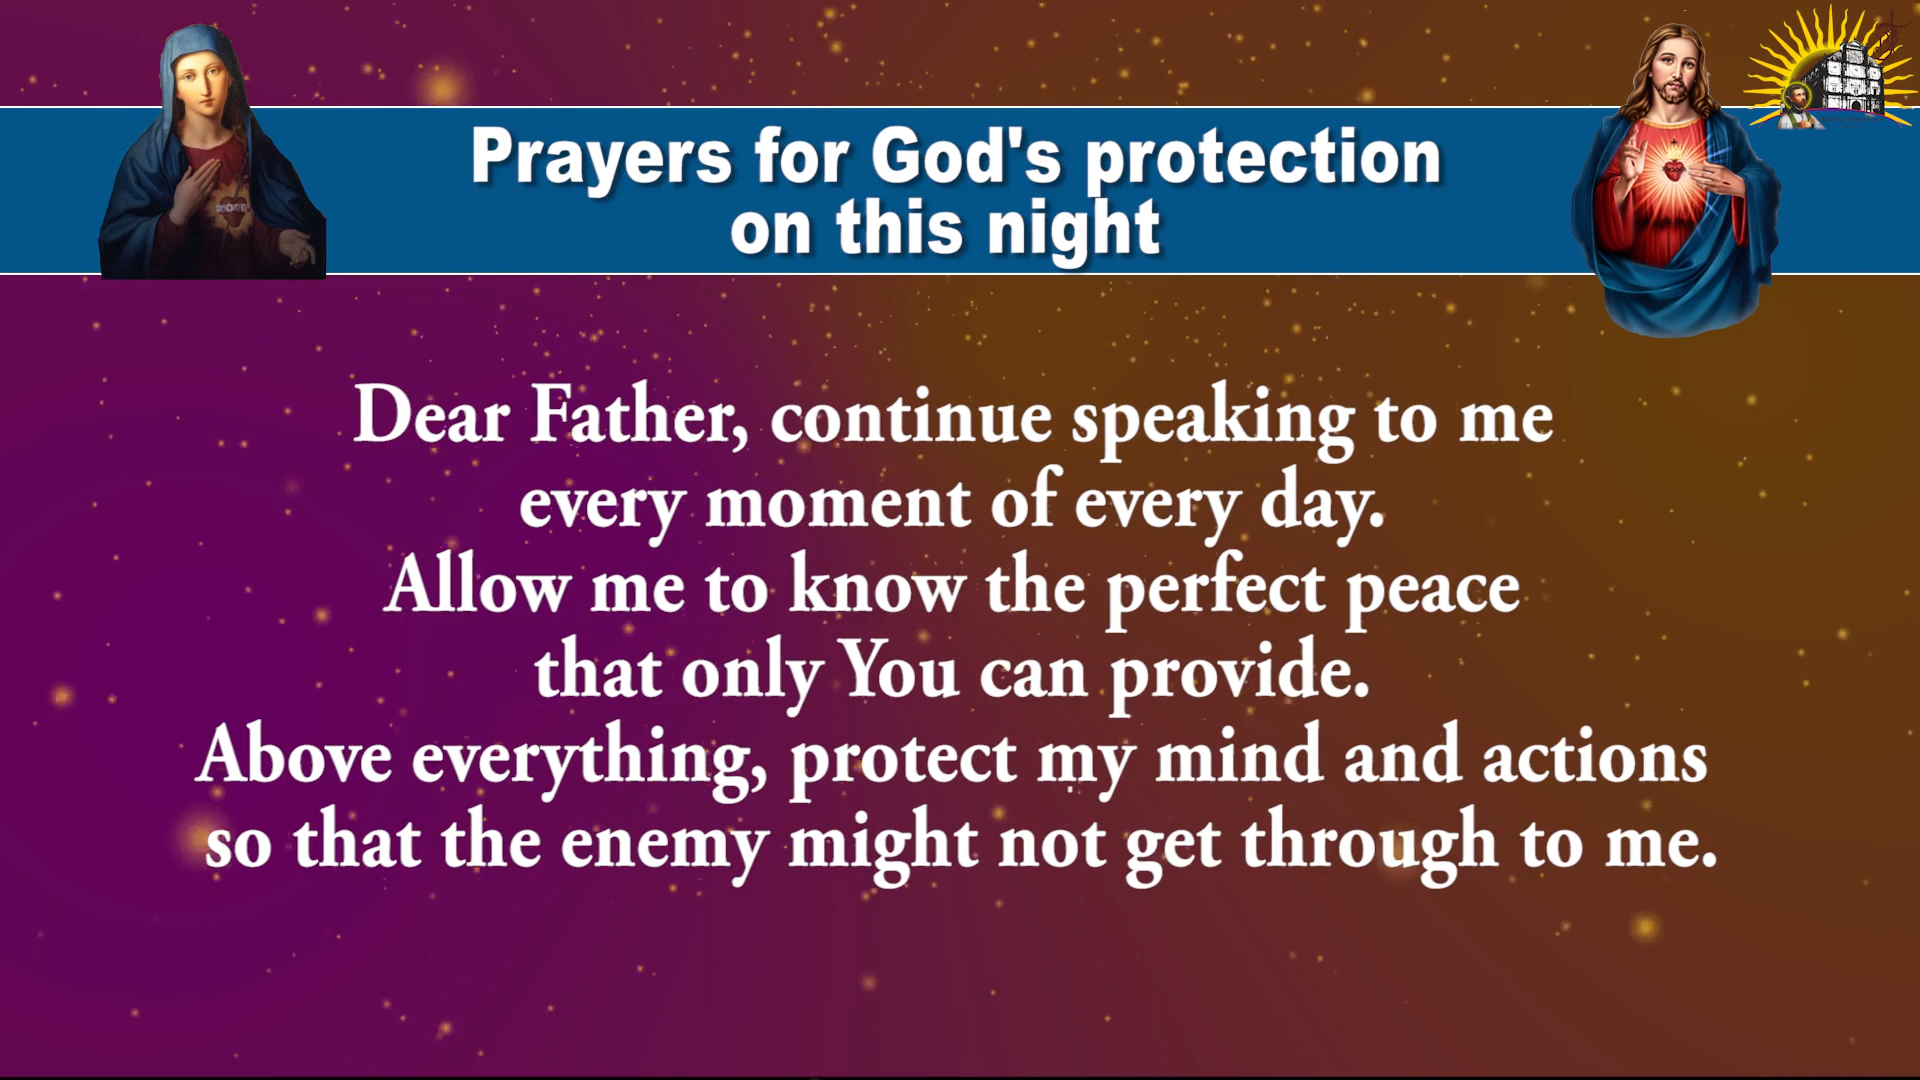 Prayers for God's protection
on this night
Dear Father, continue speaking to me
every moment of every day.
Allow me to know the perfect peace
that only You can provide.
Above everything, protect my mind and actions
so that the enemy might not get through to me.